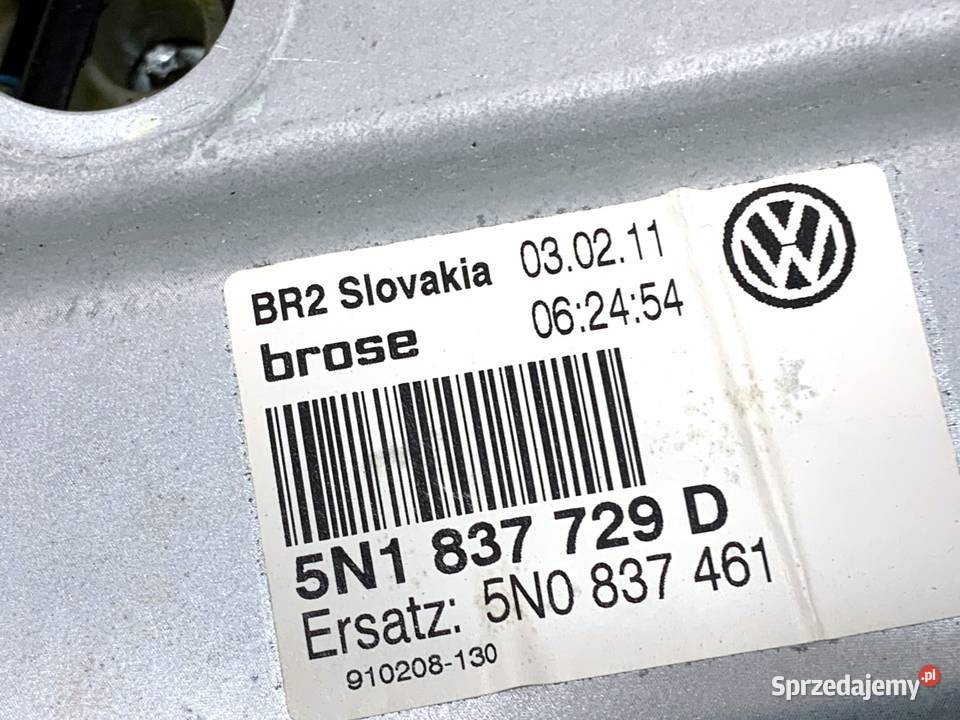 BR2 Slovakia 03.02.11
brose 06:24:54
5N1 837 729 D
Ersatz: 5N0 837 461
910208-130
Sprzedajemy.pl